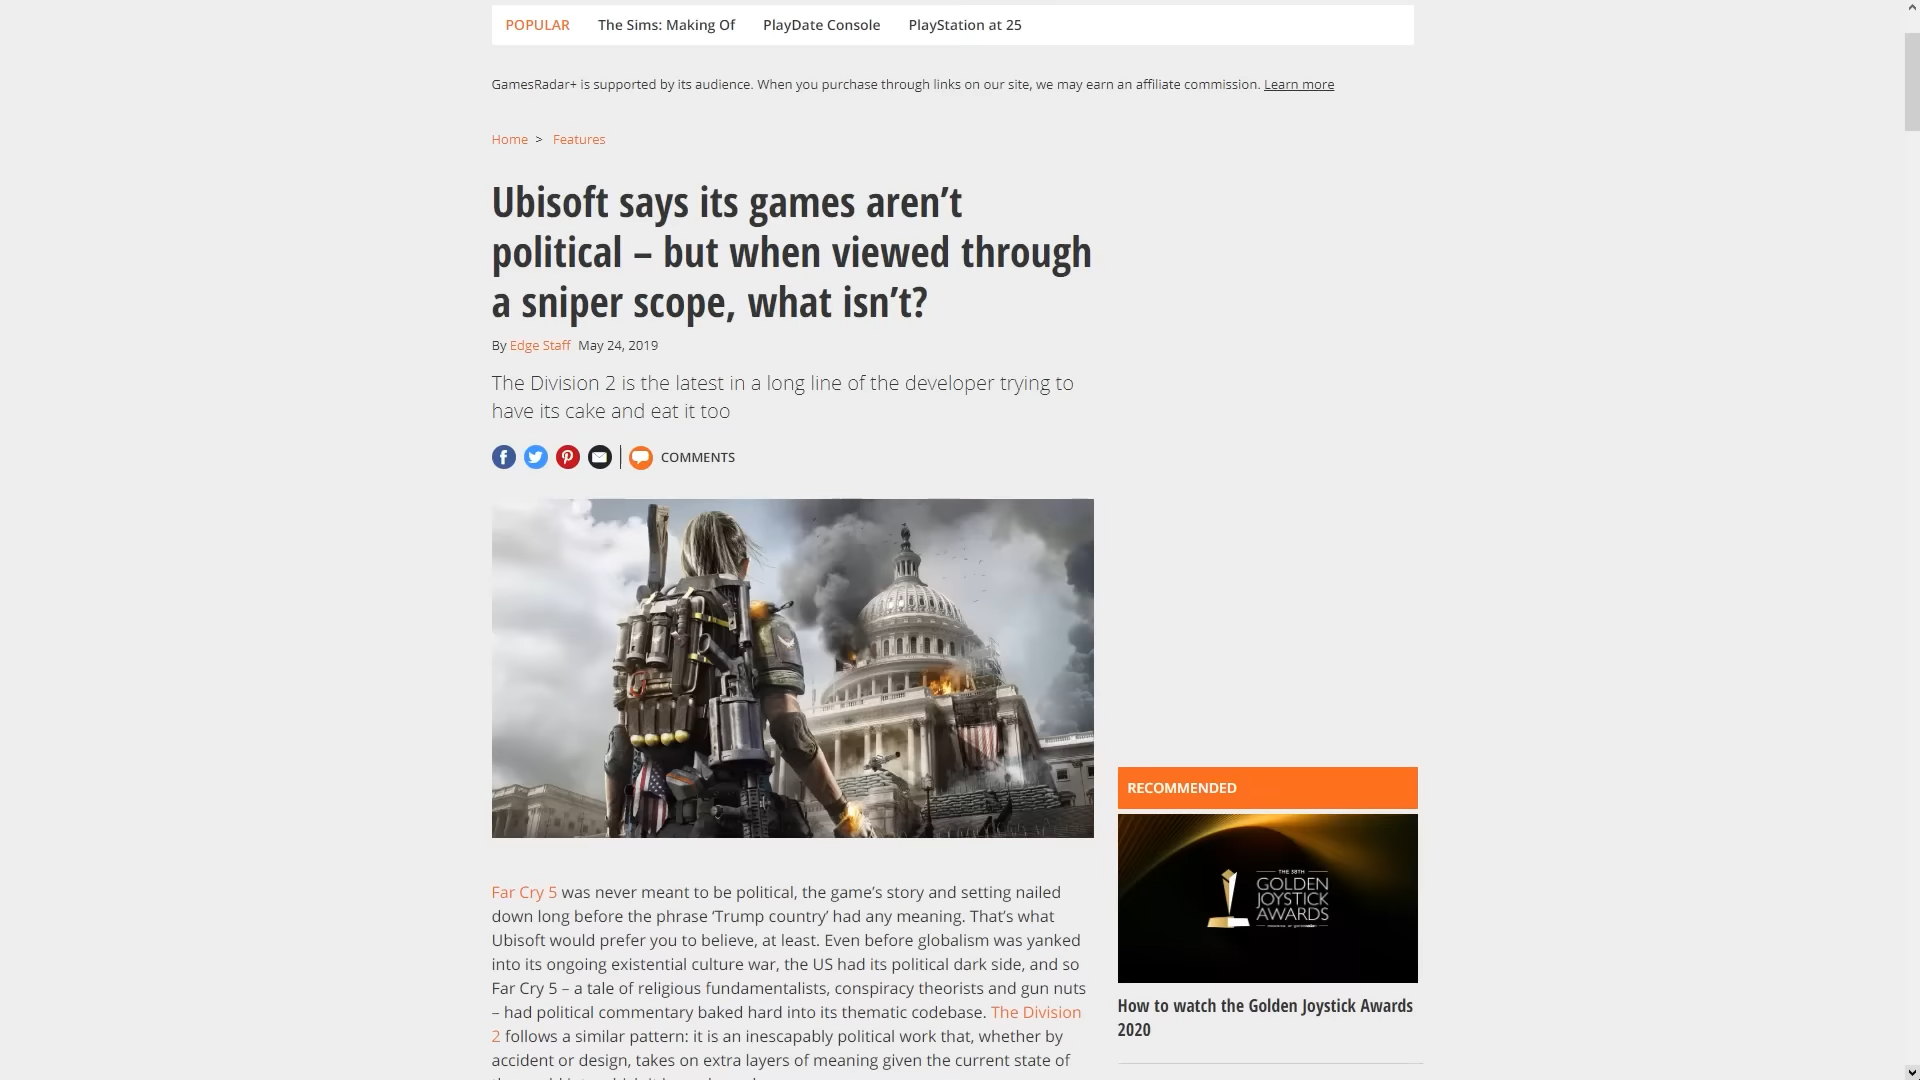 POPULAR The Sims: Making Of PlayDate Console PlayStation at 25
GamesRadar+ is supported by its audience. When you purchase through links on our site, we may earn an affiliate commission. Learn more
Home > Features
Ubisoft says its games aren’t
political – but when viewed through
a sniper scope, what isn’t?
By Edge Staff May 24, 2019
The Division 2 is the latest in a long line of the developer trying to
have its cake and eat it too
COMMENTS
Far Cry 5 was never meant to be political, the game’s story and setting nailed
down long before the phrase ‘Trump country’ had any meaning. That’s what
Ubisoft would prefer you to believe, at least. Even before globalism was yanked
into its ongoing existential culture war, the US had its political dark side, and so
Far Cry 5 – a tale of religious fundamentalists, conspiracy theorists and gun nuts
– had political commentary baked hard into its thematic codebase. The Division
2 follows a similar pattern: it is an inescapably political work that, whether by
accident or design, takes on extra layers of meaning given the current state of
RECOMMENDED
THE 38TH
GOLDEN
JOYSTICK
AWARDS
How to watch the Golden Joystick Awards
2020